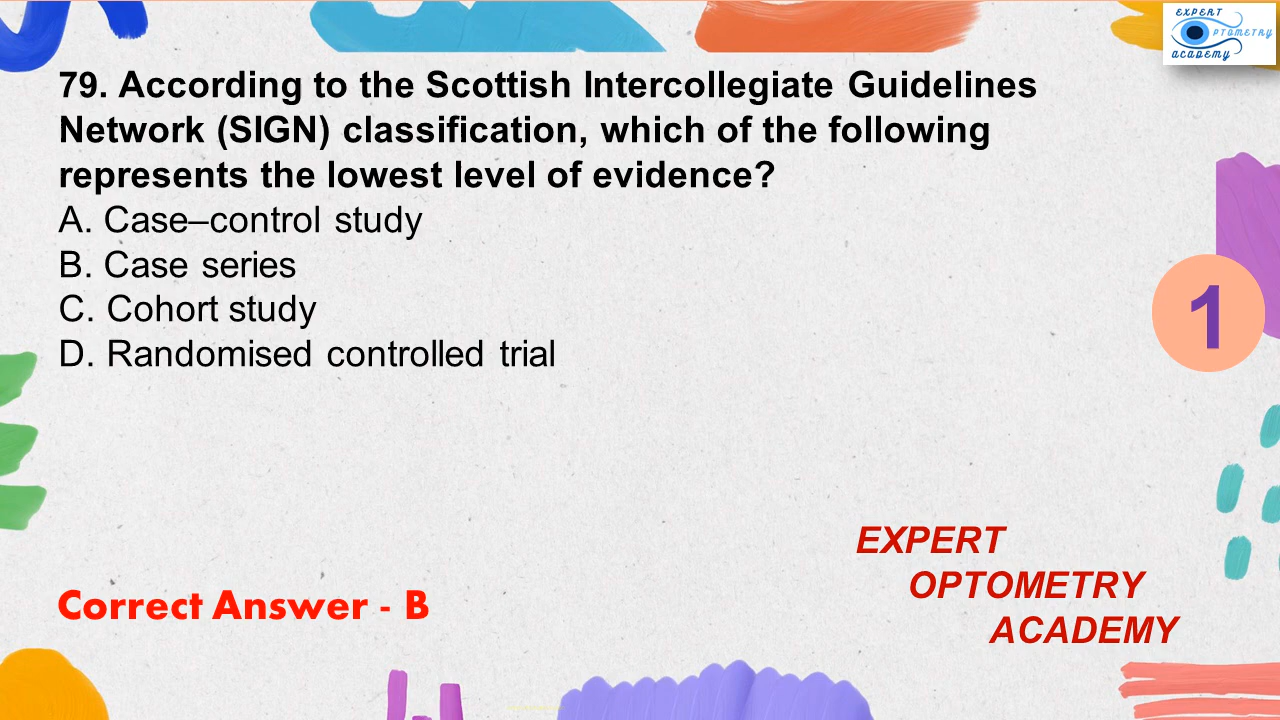 EXPERT
OPTOMETRY
academy
79. According to the Scottish Intercollegiate Guidelines
Network (SIGN) classification, which of the following
represents the lowest level of evidence?
A. Case–control study
B. Case series
C. Cohort study
D. Randomised controlled trial
1
EXPERT
OPTOMETRY
ACADEMY
Correct Answer - B